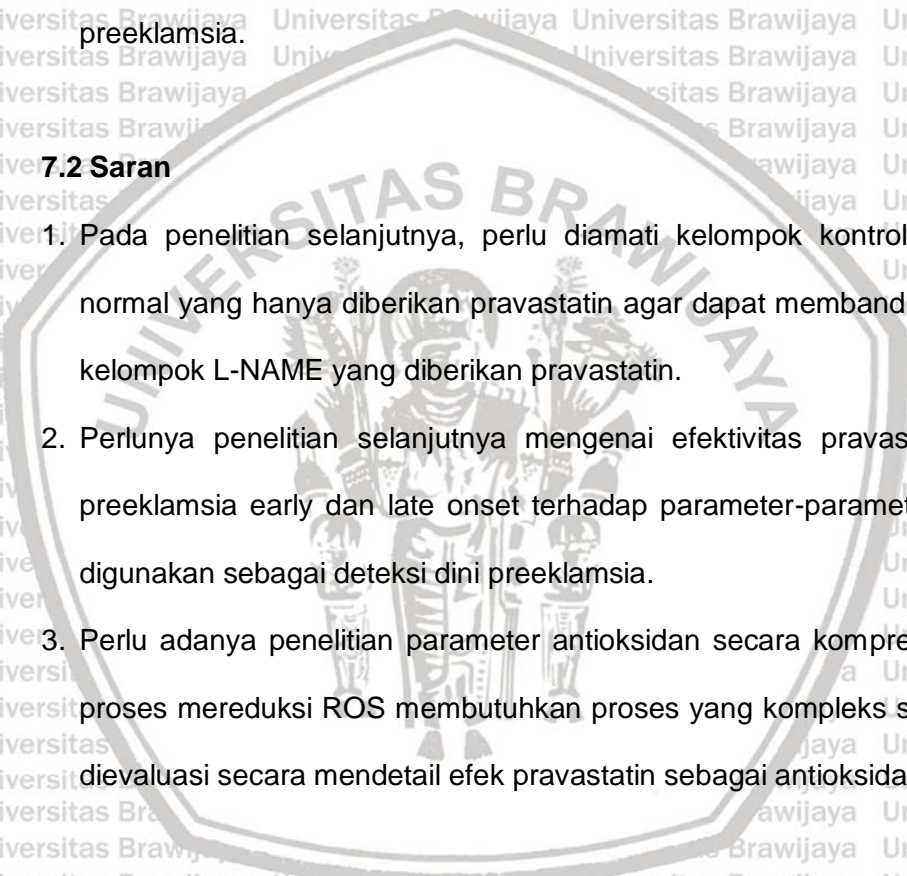 preeklamsia.
7.2 Saran
1. Pada penelitian selanjutnya, perlu diamati kelompok kontrol
normal yang hanya diberikan pravastatin agar dapat memband
kelompok L-NAME yang diberikan pravastatin.
2. Perlunya penelitian selanjutnya mengenai efektivitas pravas
preeklamsia early dan late onset terhadap parameter-paramet
digunakan sebagai deteksi dini preeklamsia.
3. Perlu adanya penelitian parameter antioksidan secara kompre
proses mereduksi ROS membutuhkan proses yang kompleks s
dievaluasi secara mendetail efek pravastatin sebagai antioksida
UNIVERSITAS BRAWIJAYA